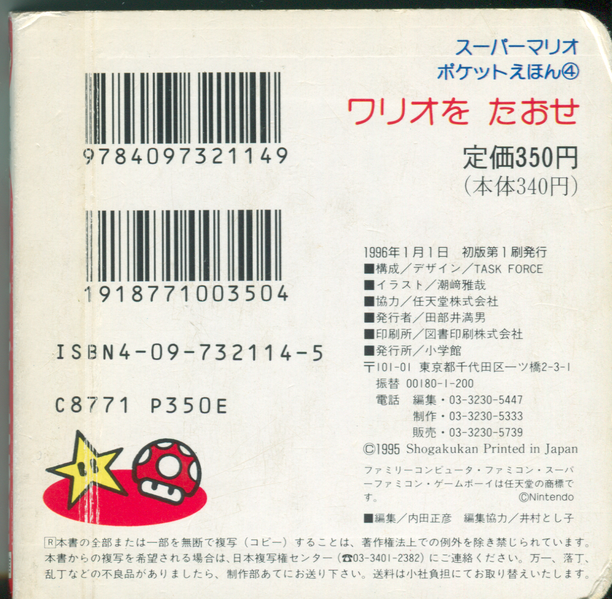 スーパーマリオ
ポケットえほん④
ワリオを たおせ
定価350円
(本体340円)
9784097321149
1918771003504
ISBN4-09-732114-5
C8771 P350E
1996年1月1日 初版第1刷発行
■構成/デザイン/TASK FORCE
■イラスト/潮﨑雅哉
■協力/任天堂株式会社
■発行者/田部井満男
■印刷所/図書印刷株式会社
■発行所/小学館
〒101-01 東京都千代田区一ツ橋2-3-1
振替 00180-1-200
電話 編集・03-3230-5447
制作・03-3230-5333
販売・03-3230-5739
©1995 Shogakukan Printed in Japan
ファミリーコンピュータ・ファミコン・スーパー
ファミコン・ゲームボーイは任天堂の商標で
す。 ©Nintendo
■編集/内田正彦 編集協力/井村とし子
Ⓡ本書の全部または一部を無断で複写(コピー)することは、著作権法上での例外を除き禁じられています。
本書からの複写を希望される場合は、日本複写権センター(☎03-3401-2382)にご連絡ください。万一、落丁、
乱丁などの不良品がありましたら、制作部あてにお送り下さい。送料は小社負担にてお取り替えいたします。